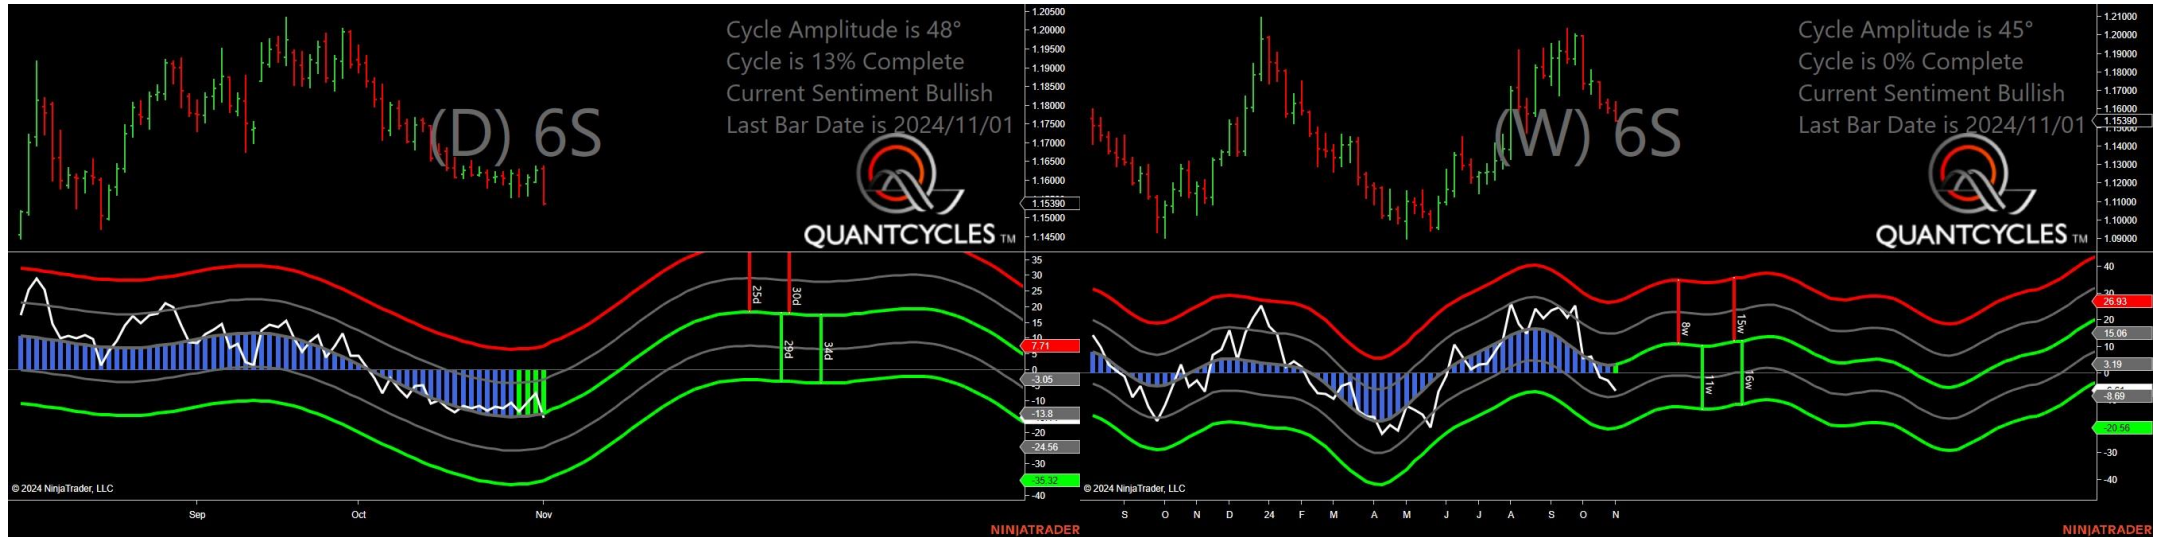 Cycle Amplitude is 48°
Cycle is 13% Complete
Current Sentiment Bullish
Last Bar Date is 2024/11/01
(D) 6S
QUANTCYCLES TM
1.20500
1.20000
1.19500
1.19000
1.18500
1.18000
1.17500
1.17000
1.16500
1.16000
1.15390
1.15000
1.14500
35
30
25
20
15
10
7.71
5
0
-3.05
-10
-13.8
-20
-24.56
-30
-35.32
-40
25d
30d
29d
34d
© 2024 NinjaTrader, LLC
Sep
Oct
Nov
NINJATRADER
Cycle Amplitude is 45°
Cycle is 0% Complete
Current Sentiment Bullish
Last Bar Date is 2024/11/01
(W) 6S
QUANTCYCLES TM
1.21000
1.20000
1.19000
1.18000
1.17000
1.16000
1.15390
1.15000
1.14000
1.13000
1.12000
1.11000
1.10000
1.09000
40
30
26.93
20
15.06
10
3.19
0
-8.69
-20.56
-30
-40
8w
15w
11w
16w
© 2024 NinjaTrader, LLC
S O N D 24 F M A M J J A S O N
NINJATRADER